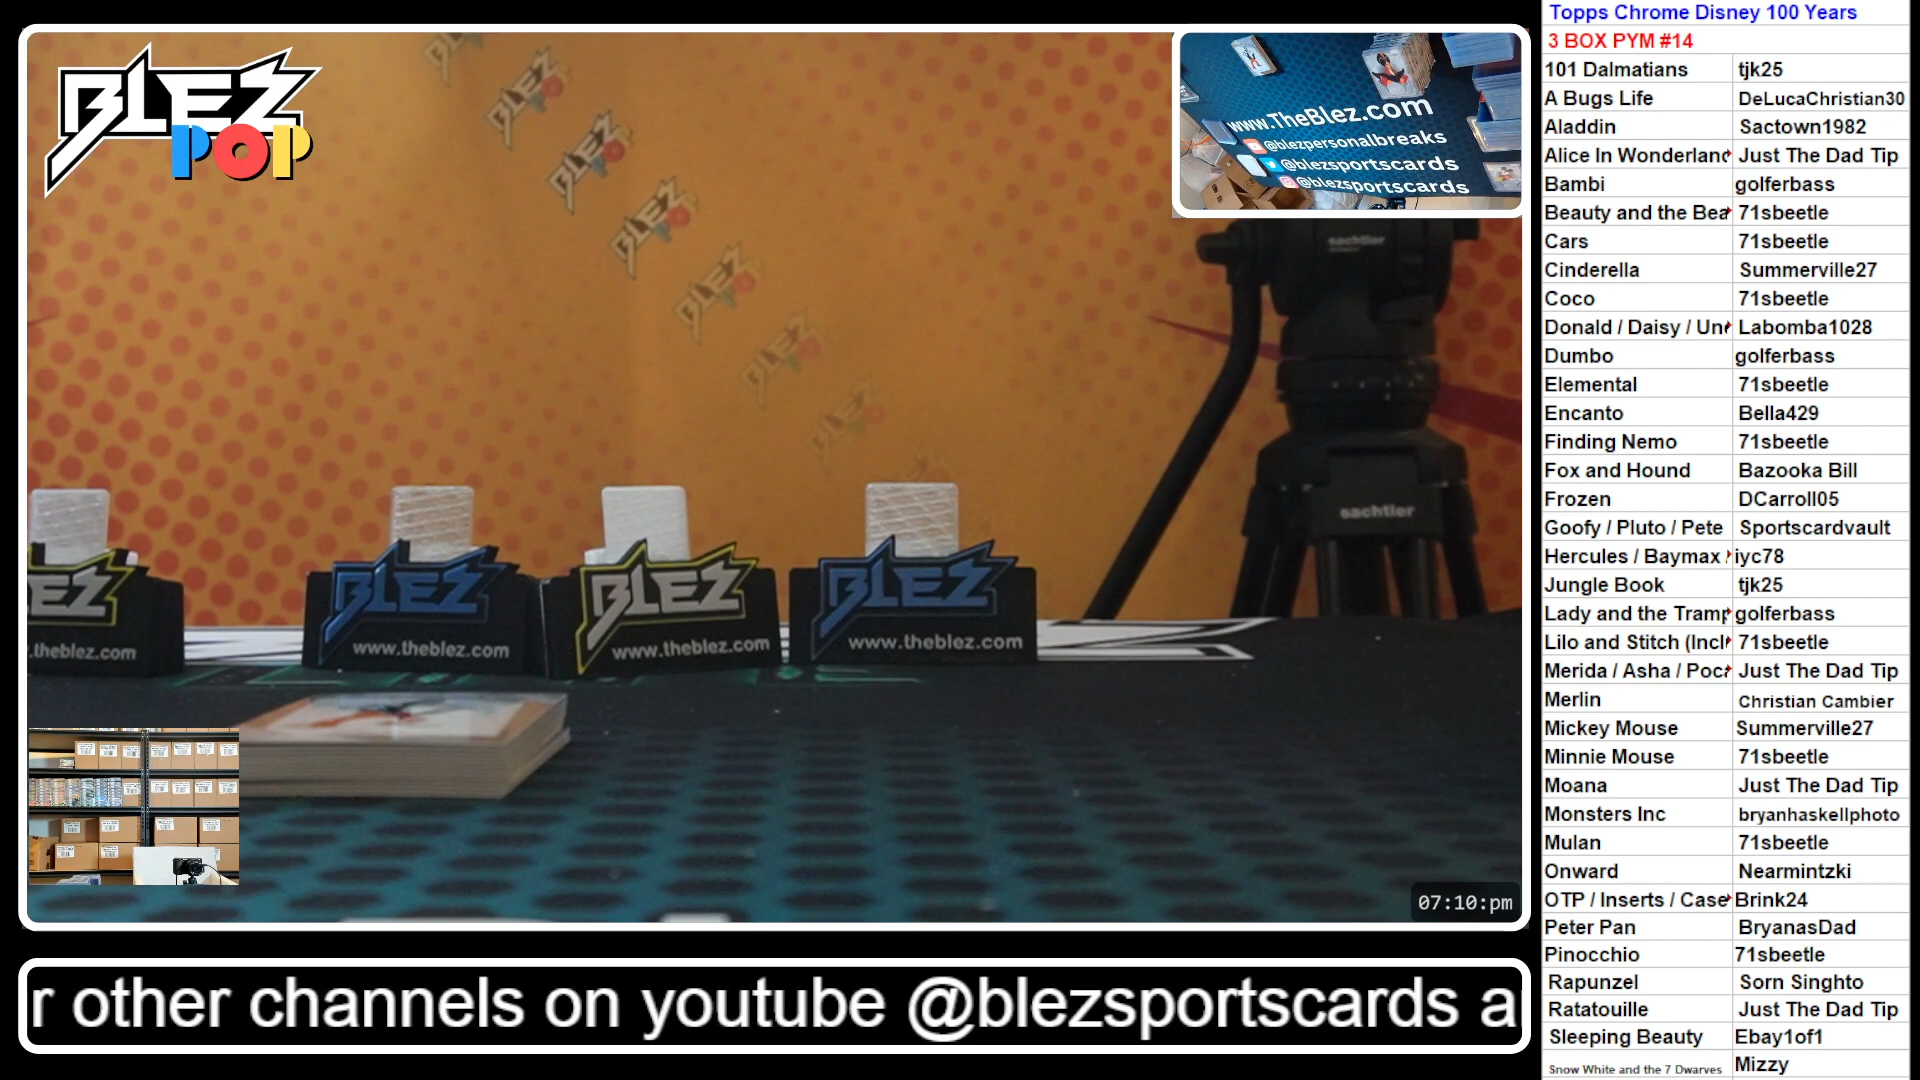 BLEZ
POP
www.TheBlez.com
@blezpersonalbreaks
@blezsportscards
@blezsportscards
sachtler
sachtler
EZ
.theblez.com
BLEZ
www.theblez.com
BLEZ
www.theblez.com
BLEZ
www.theblez.com
07:10:pm
r other channels on youtube @blezsportscards a
Topps Chrome Disney 100 Years
3 BOX PYM #14
101 Dalmatians tjk25
A Bugs Life DeLucaChristian30
Aladdin Sactown1982
Alice In Wonderland Just The Dad Tip
Bambi golferbass
Beauty and the Bea 71sbeetle
Cars 71sbeetle
Cinderella Summerville27
Coco 71sbeetle
Donald / Daisy / Un Labomba1028
Dumbo golferbass
Elemental 71sbeetle
Encanto Bella429
Finding Nemo 71sbeetle
Fox and Hound Bazooka Bill
Frozen DCarroll05
Goofy / Pluto / Pete Sportscardvault
Hercules / Baymax / iyc78
Jungle Book tjk25
Lady and the Tramp golferbass
Lilo and Stitch (Incl 71sbeetle
Merida / Asha / Poca Just The Dad Tip
Merlin Christian Cambier
Mickey Mouse Summerville27
Minnie Mouse 71sbeetle
Moana Just The Dad Tip
Monsters Inc bryanhaskellphoto
Mulan 71sbeetle
Onward Nearmintzki
OTP / Inserts / Case Brink24
Peter Pan BryanasDad
Pinocchio 71sbeetle
Rapunzel Sorn Singhto
Ratatouille Just The Dad Tip
Sleeping Beauty Ebay1of1
Snow White and the 7 Dwarves Mizzy